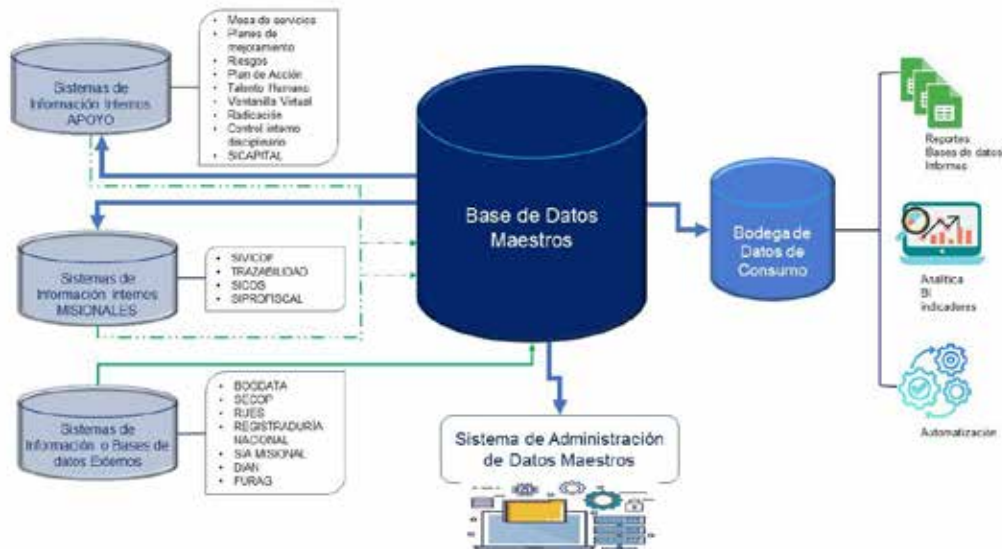 Sistemas de
Información Internos
APOYO
• Mesa de servicios
• Planes de
mejoramiento
• Riesgos
• Plan de Acción
• Talento Humano
• Ventanilla Virtual
• Radicación
• Control interno
disciplinario
• SICAPITAL
Sistemas de
Información Internos
MISIONALES
• SIVICOF
• TRAZABILIDAD
• SICOS
• SIPROFISCAL
Sistemas de
Información o Bases de
datos Externos
• BOGDATA
• SECOP
• RUES
• REGISTRADURÍA
NACIONAL
• SIA MISIONAL
• DIAN
• FURAG
Base de Datos
Maestros
Sistema de Administración
de Datos Maestros
Bodega de
Datos de
Consumo
Reportes
Bases de datos
Informes
Analítica
BI
indicadores
Automatización